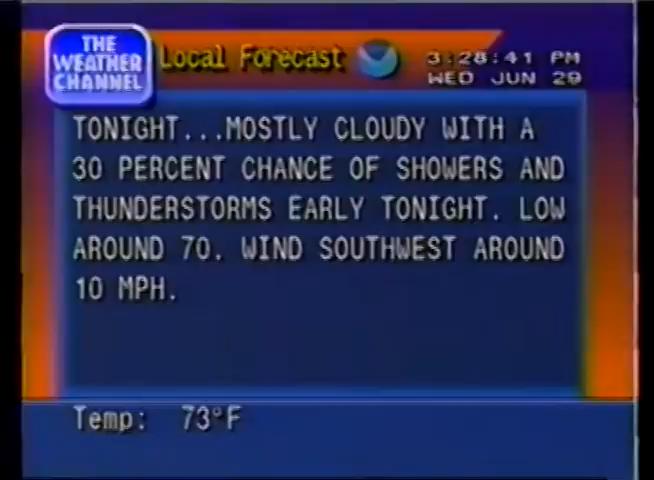 THE
WEATHER
CHANNEL
Local Forecast
3:28:41 PM
WED JUN 29
TONIGHT...MOSTLY CLOUDY WITH A
30 PERCENT CHANCE OF SHOWERS AND
THUNDERSTORMS EARLY TONIGHT. LOW
AROUND 70. WIND SOUTHWEST AROUND
10 MPH.
Temp: 73°F